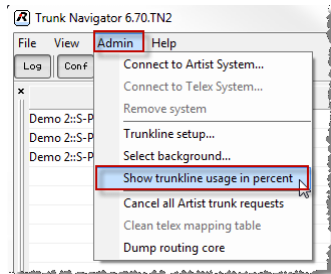 Trunk Navigator 6.70.TN2
File View Admin Help
Log Conf
Connect to Artist System...
Connect to Telex System...
Remove system
Demo 2::S-P
Trunkline setup...
Demo 2::S-P
Select background...
Demo 2::S-P
Show trunkline usage in percent
Cancel all Artist trunk requests
Clean telex mapping table
Dump routing core